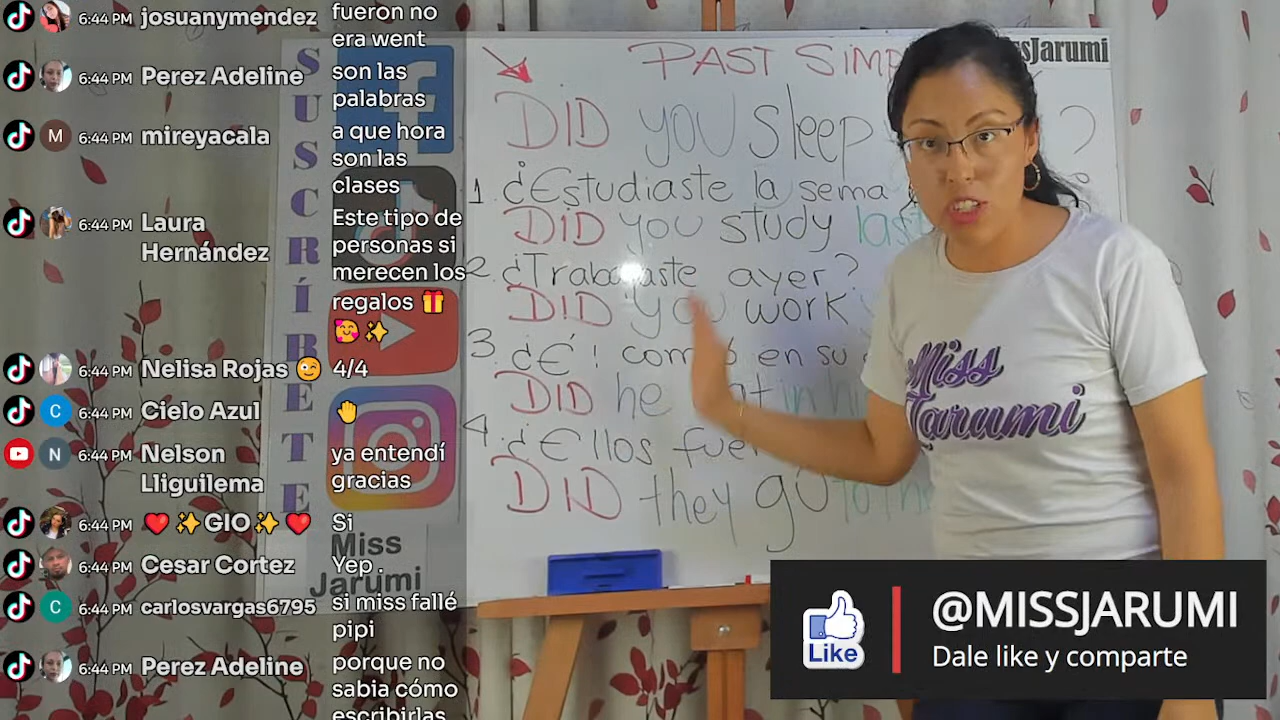 josuanymendez
fueron no
era went
6:44 PM
Perez Adeline
son las
palabras
6:44 PM
M
mireyacala
a que hora
son las
clases
6:44 PM
Laura
Hernández
Este tipo de
personas si
merecen los
regalos 🎁
🥰✨
6:44 PM
Nelisa Rojas 😉
4/4
6:44 PM
C
Cielo Azul
🤚
6:44 PM
N
Nelson
Lliguilema
ya entendí
gracias
6:44 PM
❤️✨GIO✨❤️
Si
6:44 PM
Cesar Cortez
Yep .
6:44 PM
C
carlosvargas6795
si miss fallé
pipi
6:44 PM
Perez Adeline
porque no
sabia cómo
escribirlas
6:44 PM
SUSCRÍBETE
Miss
Jarumi
PAST SIMP
ssJarumi
DID you sleep ?
1. ¿Estudiaste la sema
DID you study last
2. ¿Traba aste ayer?
DID you work
3. ¿Él com ó en su
DID he in hi
4. ¿Ellos fue
DID they go to the
Miss
Jarumi
Like
@MISSJARUMI
Dale like y comparte